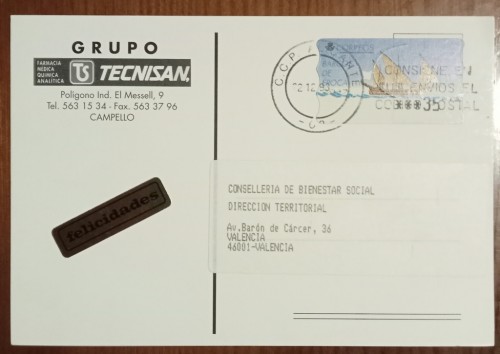 GRUPO
FARMACIA
MEDICA
QUIMICA
ANALITICA
TS
TECNISAN,
Poligono Ind. El Messell, 9
Tel. 563 15 34 - Fax. 563 37 96
CAMPELLO
felicidades
CORREOS
CONSIGNE EN
SUS ENVIOS EL
***35
POSTAL
CONSELLERIA DE BIENESTAR SOCIAL
DIRECCION TERRITORIAL
Av.Barón de Cárcer, 36
VALENCIA
46001-VALENCIA